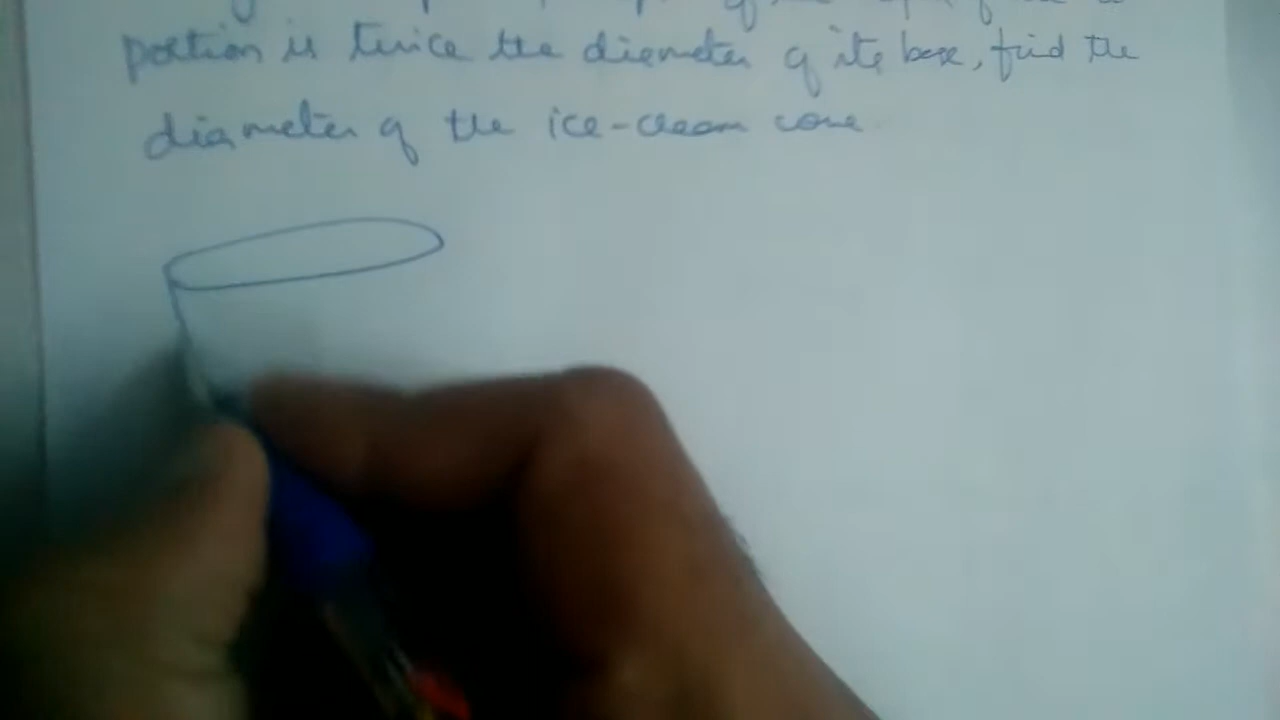 portion is twice the diameter of its base, find the
diameter of the ice-cream cone